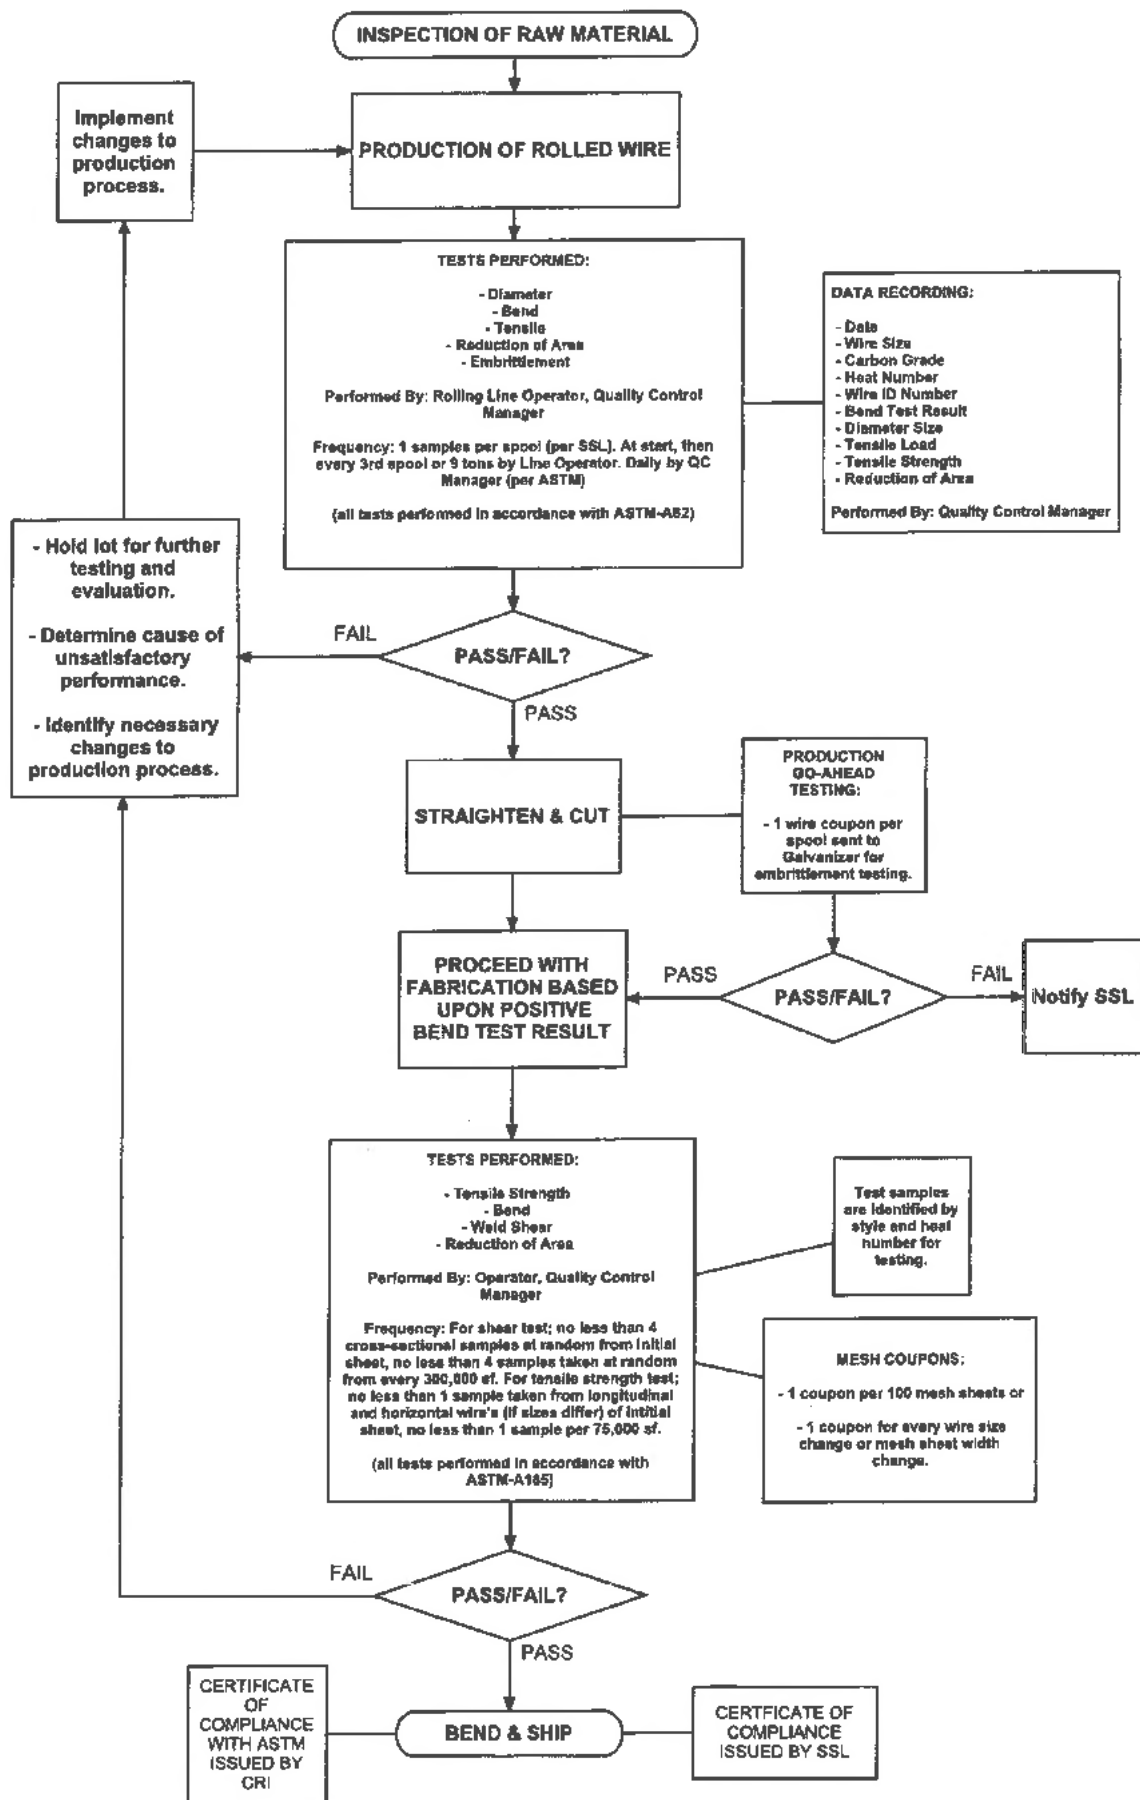 INSPECTION OF RAW MATERIAL
Implement
changes to
production
process.
PRODUCTION OF ROLLED WIRE
TESTS PERFORMED:
- Diameter
- Bend
- Tensile
- Reduction of Area
- Embrittlement
Performed By: Rolling Line Operator, Quality Control
Manager
Frequency: 1 samples per spool (per SSL). At start, then
every 3rd spool or 9 tons by Line Operator. Daily by QC
Manager (per ASTM)
(all tests performed in accordance with ASTM-A82)
DATA RECORDING:
- Date
- Wire Size
- Carbon Grade
- Heat Number
- Wire ID Number
- Bend Test Result
- Diameter Size
- Tensile Load
- Tensile Strength
- Reduction of Area
Performed By: Quality Control Manager
- Hold lot for further
testing and
evaluation.
- Determine cause of
unsatisfactory
performance.
- Identify necessary
changes to
production process.
FAIL
PASS/FAIL?
PASS
STRAIGHTEN & CUT
PRODUCTION
GO-AHEAD
TESTING:
- 1 wire coupon per
spool sent to
Galvanizer for
embrittlement testing.
PROCEED WITH
FABRICATION BASED
UPON POSITIVE
BEND TEST RESULT
PASS
PASS/FAIL?
FAIL
Notify SSL
TESTS PERFORMED:
- Tensile Strength
- Bend
- Weld Shear
- Reduction of Area
Performed By: Operator, Quality Control
Manager
Frequency: For shear test; no less than 4
cross-sectional samples at random from initial
sheet, no less than 4 samples taken at random
from every 300,000 sf. For tensile strength test;
no less than 1 sample taken from longitudinal
and horizontal wire's (if sizes differ) of intitial
sheet, no less than 1 sample per 75,000 sf.
(all tests performed in accordance with
ASTM-A185)
Test samples
are identified by
style and heat
number for
testing.
MESH COUPONS:
- 1 coupon per 100 mesh sheets or
- 1 coupon for every wire size
change or mesh sheet width
change.
FAIL
PASS/FAIL?
PASS
CERTIFICATE
OF
COMPLIANCE
WITH ASTM
ISSUED BY
CRI
BEND & SHIP
CERTFICATE OF
COMPLIANCE
ISSUED BY SSL